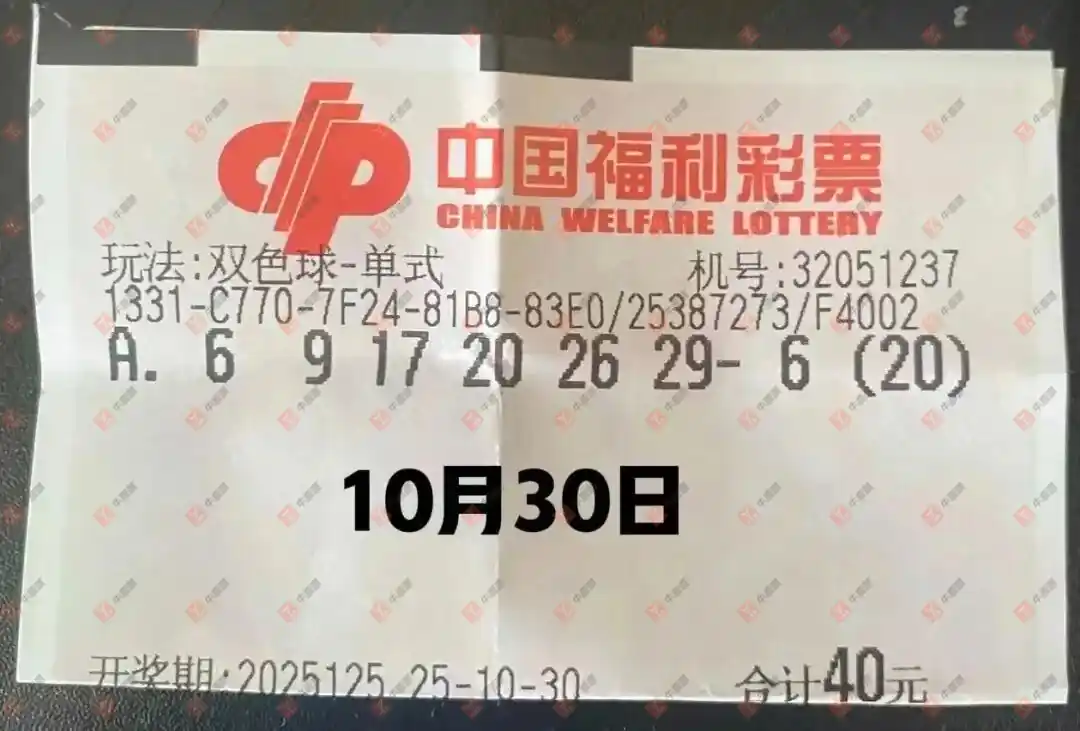 中国福利彩票
CHINA WELFARE LOTTERY
玩法:双色球-单式 机号:32051237
1331-C770-7F24-81B8-83E0/25387273/F4002
A. 6 9 17 20 26 29- 6 (20)
10月30日
开奖期:2025125 25-10-30 合计40元